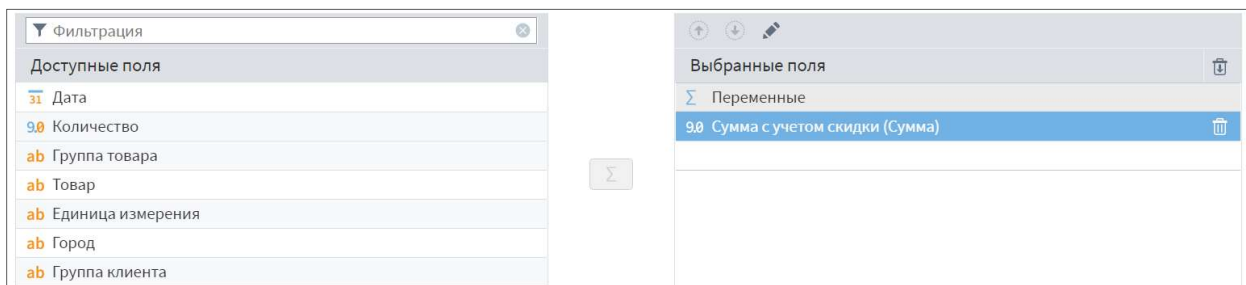 Фильтрация
Доступные поля
31 Дата
9.0 Количество
ab Группа товара
ab Товар
ab Единица измерения
ab Город
ab Группа клиента
Σ
Выбранные поля
Σ Переменные
9.0 Сумма с учетом скидки (Сумма)